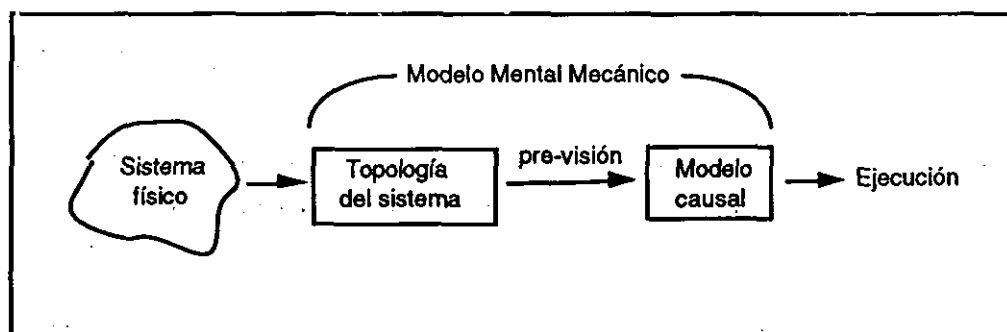 Modelo Mental Mecánico
Sistema
físico
Topología
del sistema
pre-visión
Modelo
causal
Ejecución